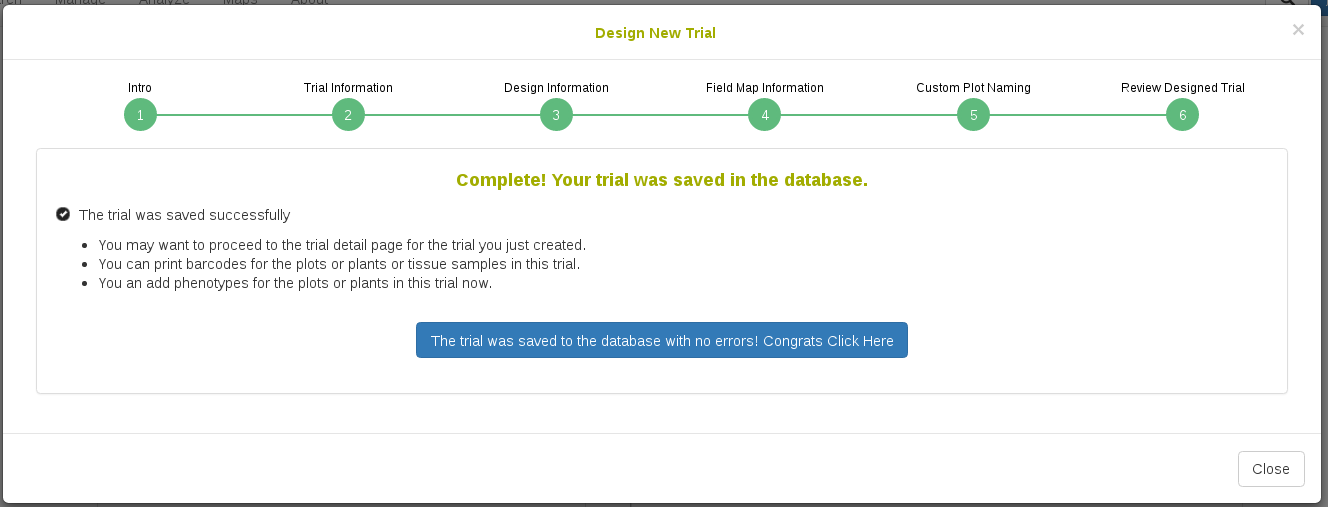 Manage Analyze Maps About
Design New Trial ×
Intro Trial Information Design Information Field Map Information Custom Plot Naming Review Designed Trial
1 2 3 4 5 6
Complete! Your trial was saved in the database.
The trial was saved successfully
• You may want to proceed to the trial detail page for the trial you just created.
• You can print barcodes for the plots or plants or tissue samples in this trial.
• You an add phenotypes for the plots or plants in this trial now.
The trial was saved to the database with no errors! Congrats Click Here
Close